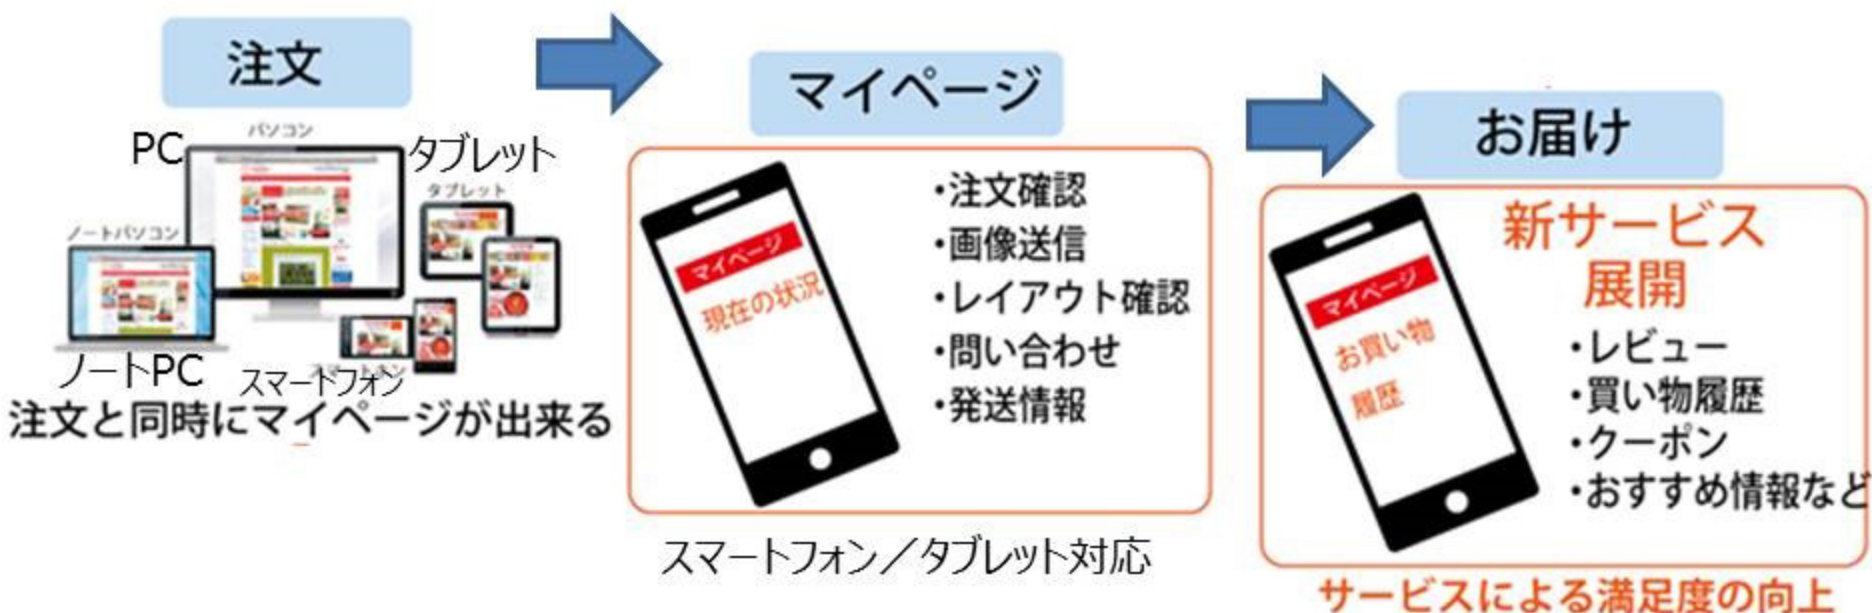 注文
パソコン
PC
タブレット
タブレット
ノートパソコン
ノートPC
スマートフォン
注文と同時にマイページが出来る
マイページ
マイページ
現在の状況
・注文確認
・画像送信
・レイアウト確認
・問い合わせ
・発送情報
スマートフォン／タブレット対応
お届け
マイページ
お買い物
履歴
新サービス
展開
・レビュー
・買い物履歴
・クーポン
・おすすめ情報など
サービスによる満足度の向上